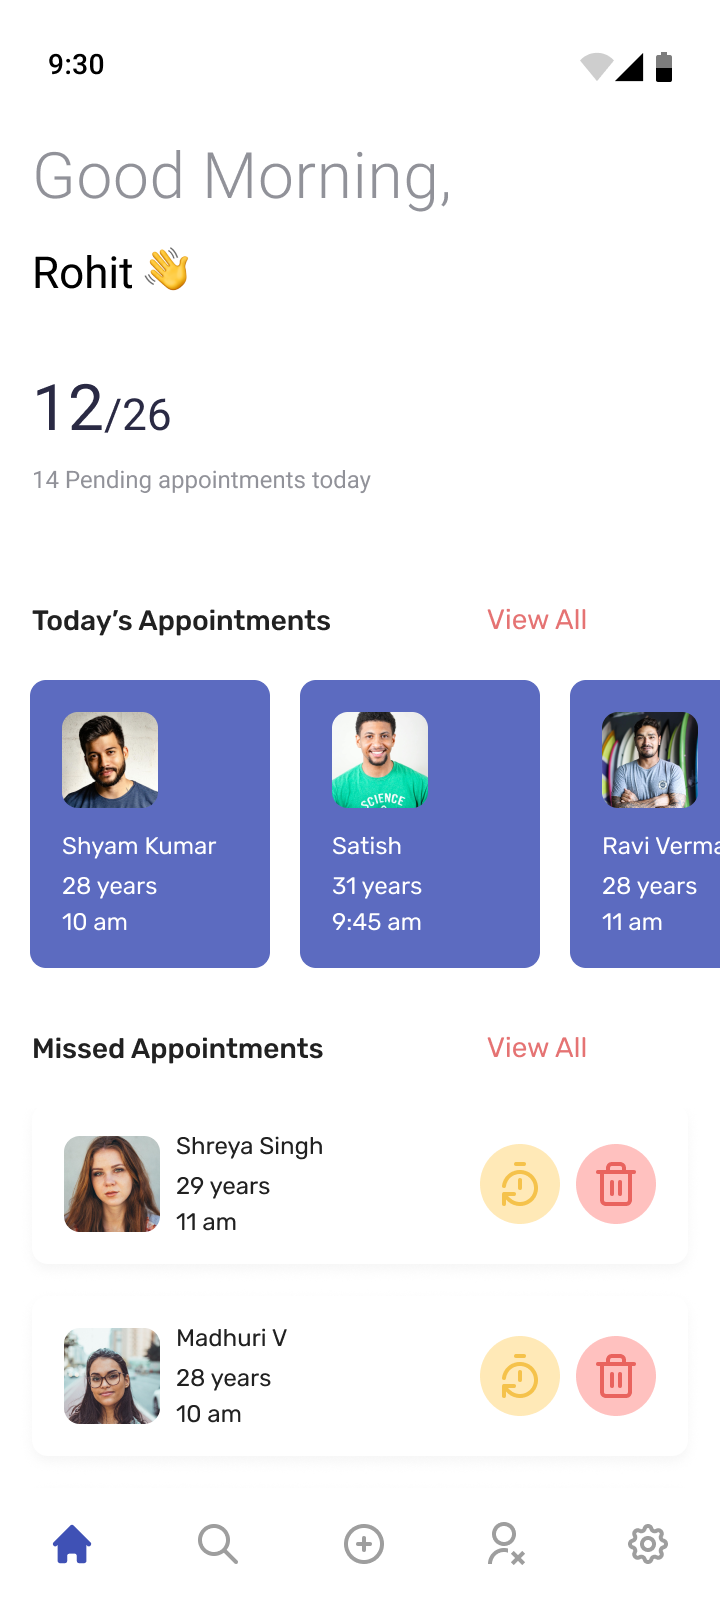 9:30
Good Morning,
Rohit 👋
12/26
14 Pending appointments today
Today’s Appointments
View All
Shyam Kumar
28 years
10 am
Satish
31 years
9:45 am
Ravi Verma
28 years
11 am
Missed Appointments
View All
Shreya Singh
29 years
11 am
Madhuri V
28 years
10 am
SCIENCE